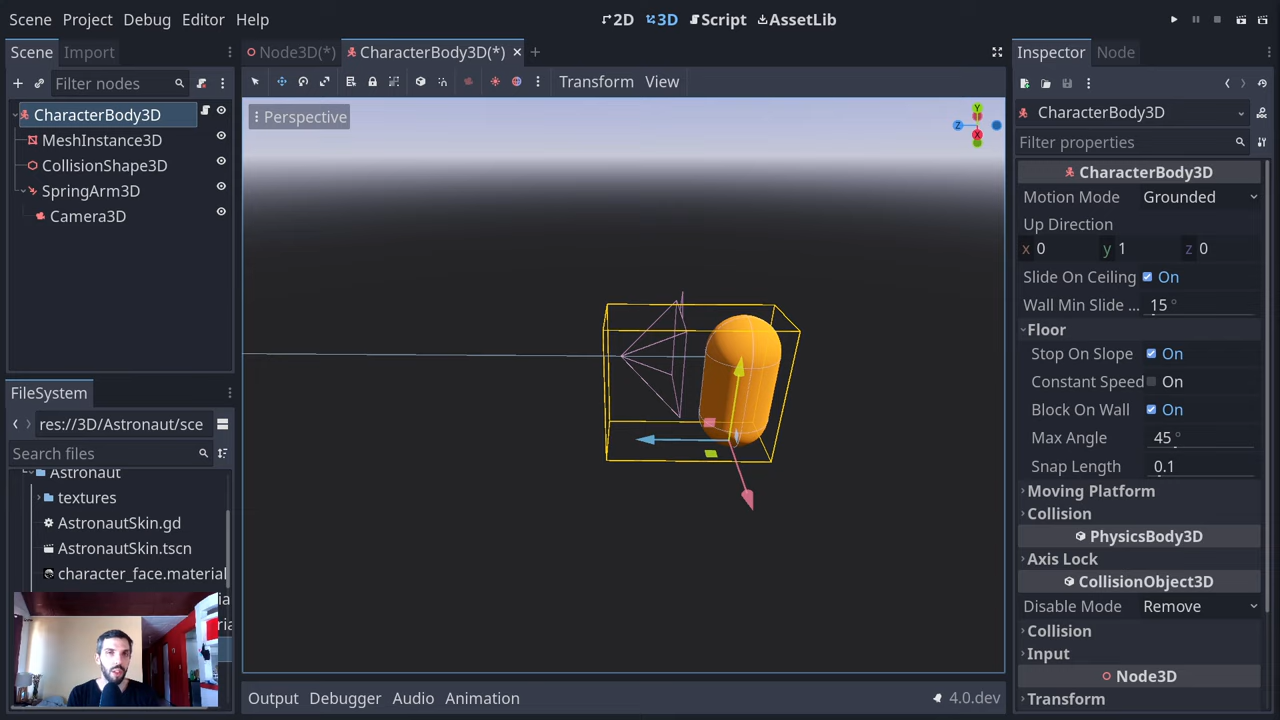 Scene Project Debug Editor Help
2D 3D Script AssetLib
Scene Import
Node3D(*) CharacterBody3D(*)
Filter nodes
Transform View
CharacterBody3D
MeshInstance3D
CollisionShape3D
SpringArm3D
Camera3D
Perspective
Y
Z
X
FileSystem
res://3D/Astronaut/sce
Search files
Astronaut
textures
AstronautSkin.gd
AstronautSkin.tscn
character_face.material
Output Debugger Audio Animation
4.0.dev
Inspector Node
CharacterBody3D
Filter properties
CharacterBody3D
Motion Mode Grounded
Up Direction
x 0 y 1 z 0
Slide On Ceiling On
Wall Min Slide ... 15 °
Floor
Stop On Slope On
Constant Speed On
Block On Wall On
Max Angle 45 °
Snap Length 0.1
Moving Platform
Collision
PhysicsBody3D
Axis Lock
CollisionObject3D
Disable Mode Remove
Collision
Input
Node3D
Transform